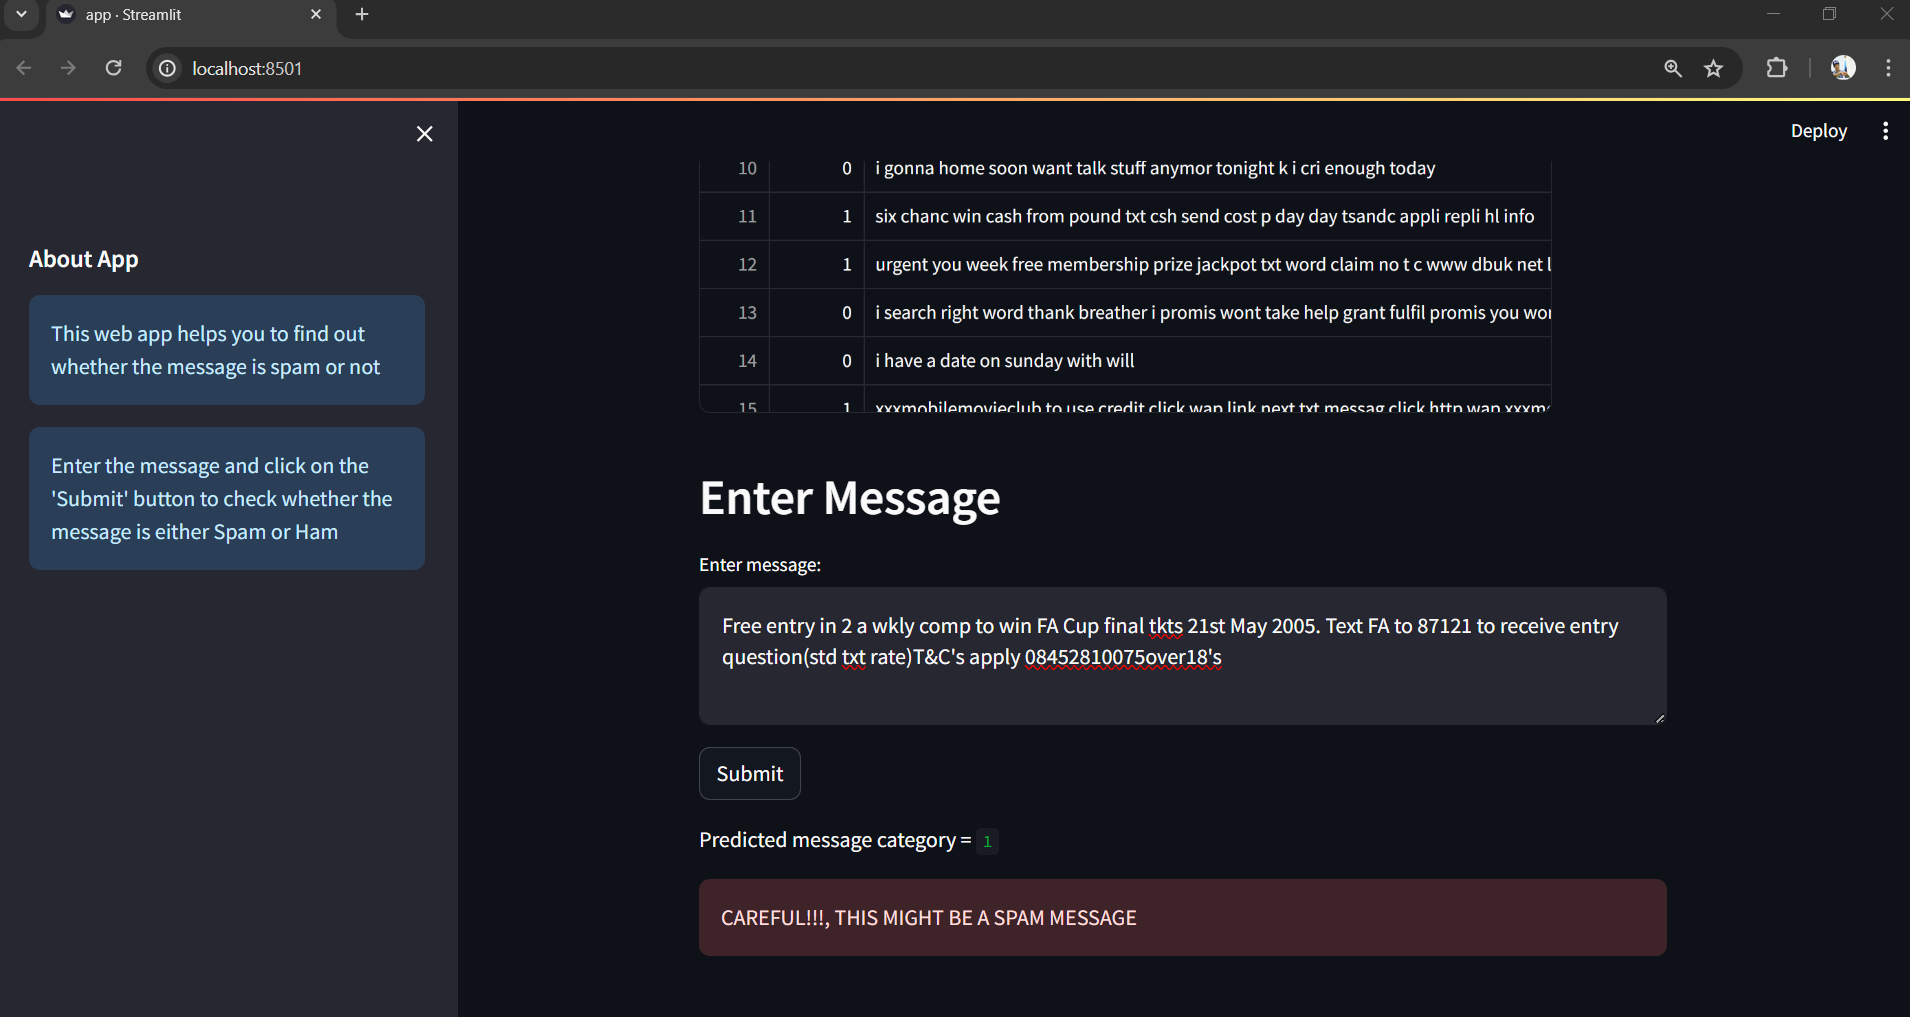 app · Streamlit
localhost:8501
Deploy
About App
This web app helps you to find out
whether the message is spam or not
Enter the message and click on the
'Submit' button to check whether the
message is either Spam or Ham
10 0 i gonna home soon want talk stuff anymor tonight k i cri enough today
11 1 six chanc win cash from pound txt csh send cost p day day tsandc appli repli hl info
12 1 urgent you week free membership prize jackpot txt word claim no t c www dbuk net l
13 0 i search right word thank breather i promis wont take help grant fulfil promis you wor
14 0 i have a date on sunday with will
15 1 xxxmobilemovieclub to use credit click wap link next txt messag click http wap xxxm
Enter Message
Enter message:
Free entry in 2 a wkly comp to win FA Cup final tkts 21st May 2005. Text FA to 87121 to receive entry
question(std txt rate)T&C's apply 08452810075over18's
Submit
Predicted message category = 1
CAREFUL!!!, THIS MIGHT BE A SPAM MESSAGE